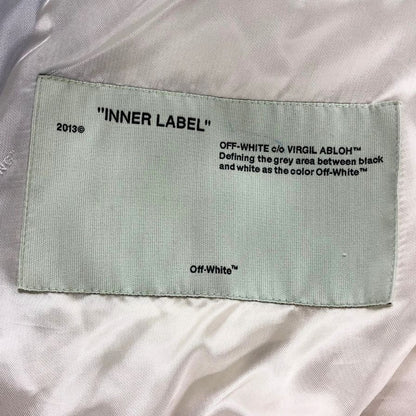 "INNER LABEL"
2013©
OFF-WHITE c/o VIRGIL ABLOH™
Defining the grey area between black
and white as the color Off-White™
Off-White™